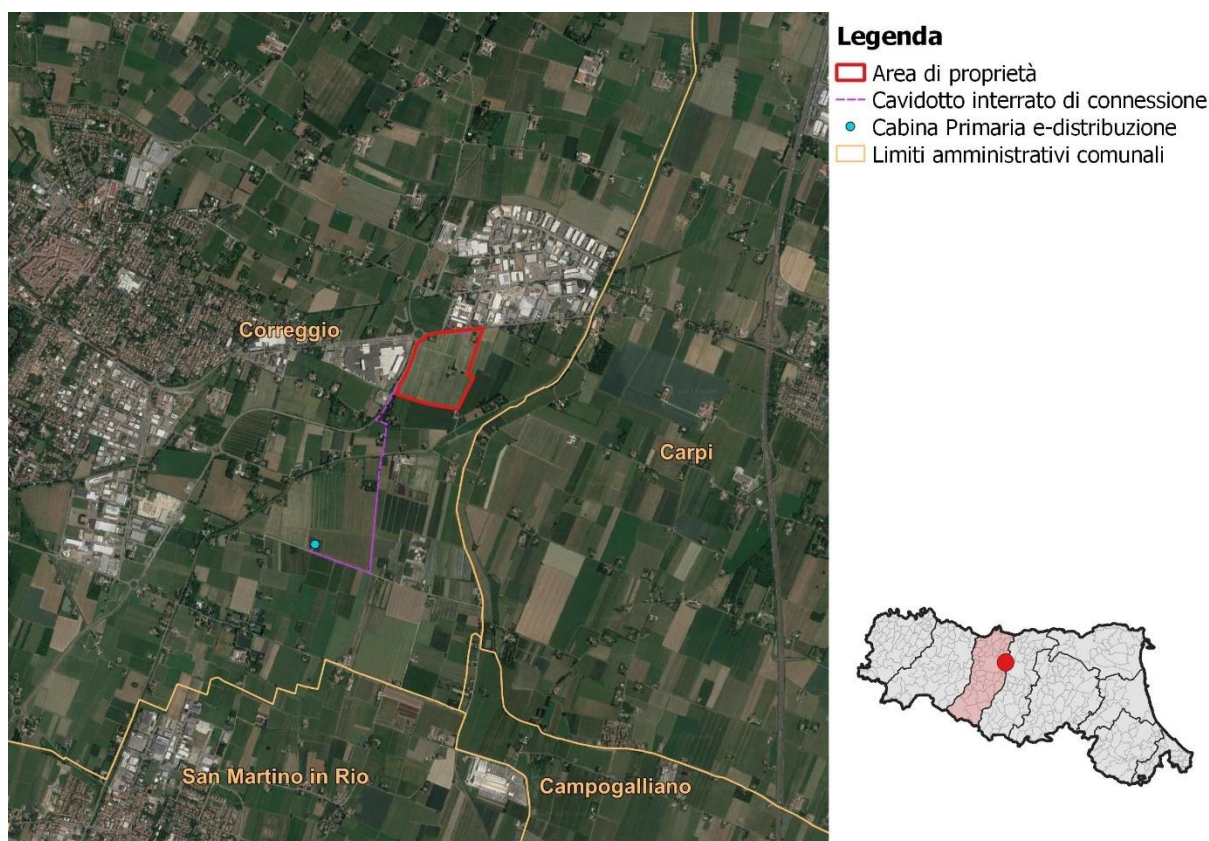 Legenda
Area di proprietà
Cavidotto interrato di connessione
Cabina Primaria e-distribuzione
Limiti amministrativi comunali
Correggio
Carpi
San Martino in Rio
Campogalliano